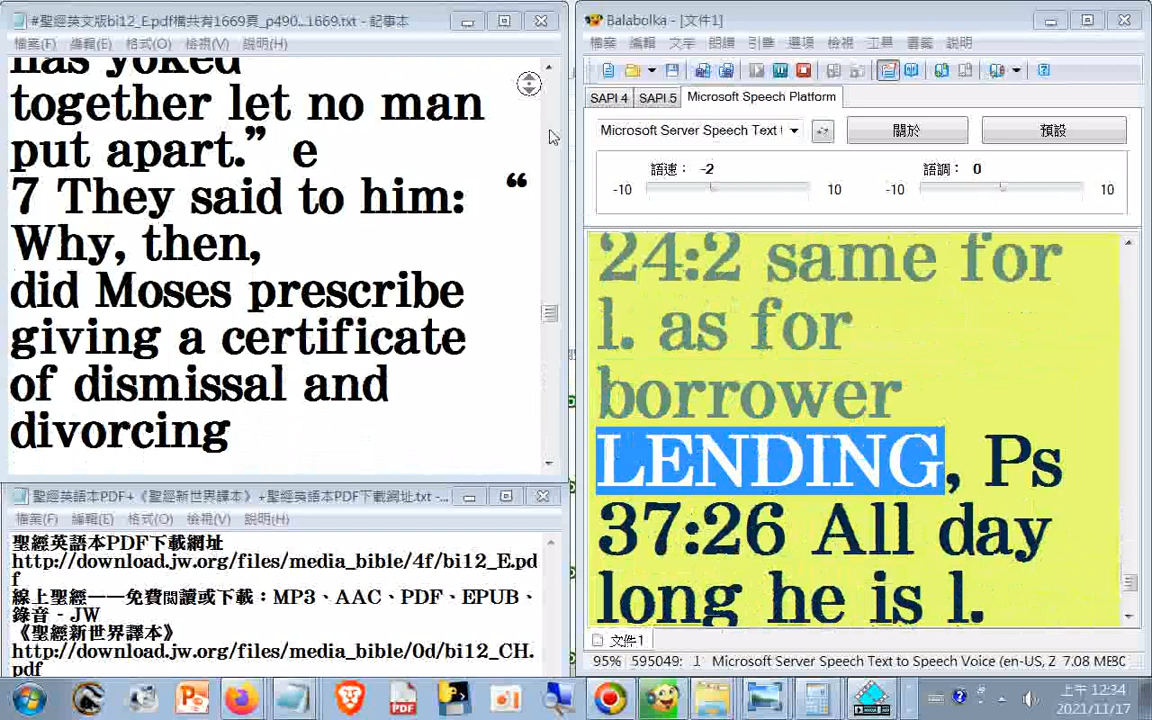 #聖經英文版bi12_E.pdf橫共有1669頁_p490..._1669.txt - 記事本
檔案(F) 編輯(E) 格式(O) 檢視(V) 說明(H)
has yoked
together let no man
put apart.” e
7 They said to him: “
Why, then,
did Moses prescribe
giving a certificate
of dismissal and
divorcing
聖經英語本PDF+《聖經新世界譯本》+聖經英語本PDF下載網址.txt - ...
檔案(F) 編輯(E) 格式(O) 檢視(V) 說明(H)
聖經英語本PDF下載網址
http://download.jw.org/files/media_bible/4f/bi12_E.pd
f
線上聖經──免費閱讀或下載：MP3、AAC、PDF、EPUB、
錄音 - JW
《聖經新世界譯本》
http://download.jw.org/files/media_bible/0d/bi12_CH.
pdf
Balabolka - [文件1]
檔案 編輯 文字 朗讀 引擎 選項 檢視 工具 書籤 說明
SAPI 4 SAPI 5 Microsoft Speech Platform
Microsoft Server Speech Text 關於 預設
語速： -2 語調： 0
-10 10 -10 10
24:2 same for
l. as for
borrower
LENDING, Ps
37:26 All day
long he is l.
文件1
95% 595049: 1 Microsoft Server Speech Text to Speech Voice (en-US, Z 7.08 MB
PDF
上午 12:34
2021/11/17